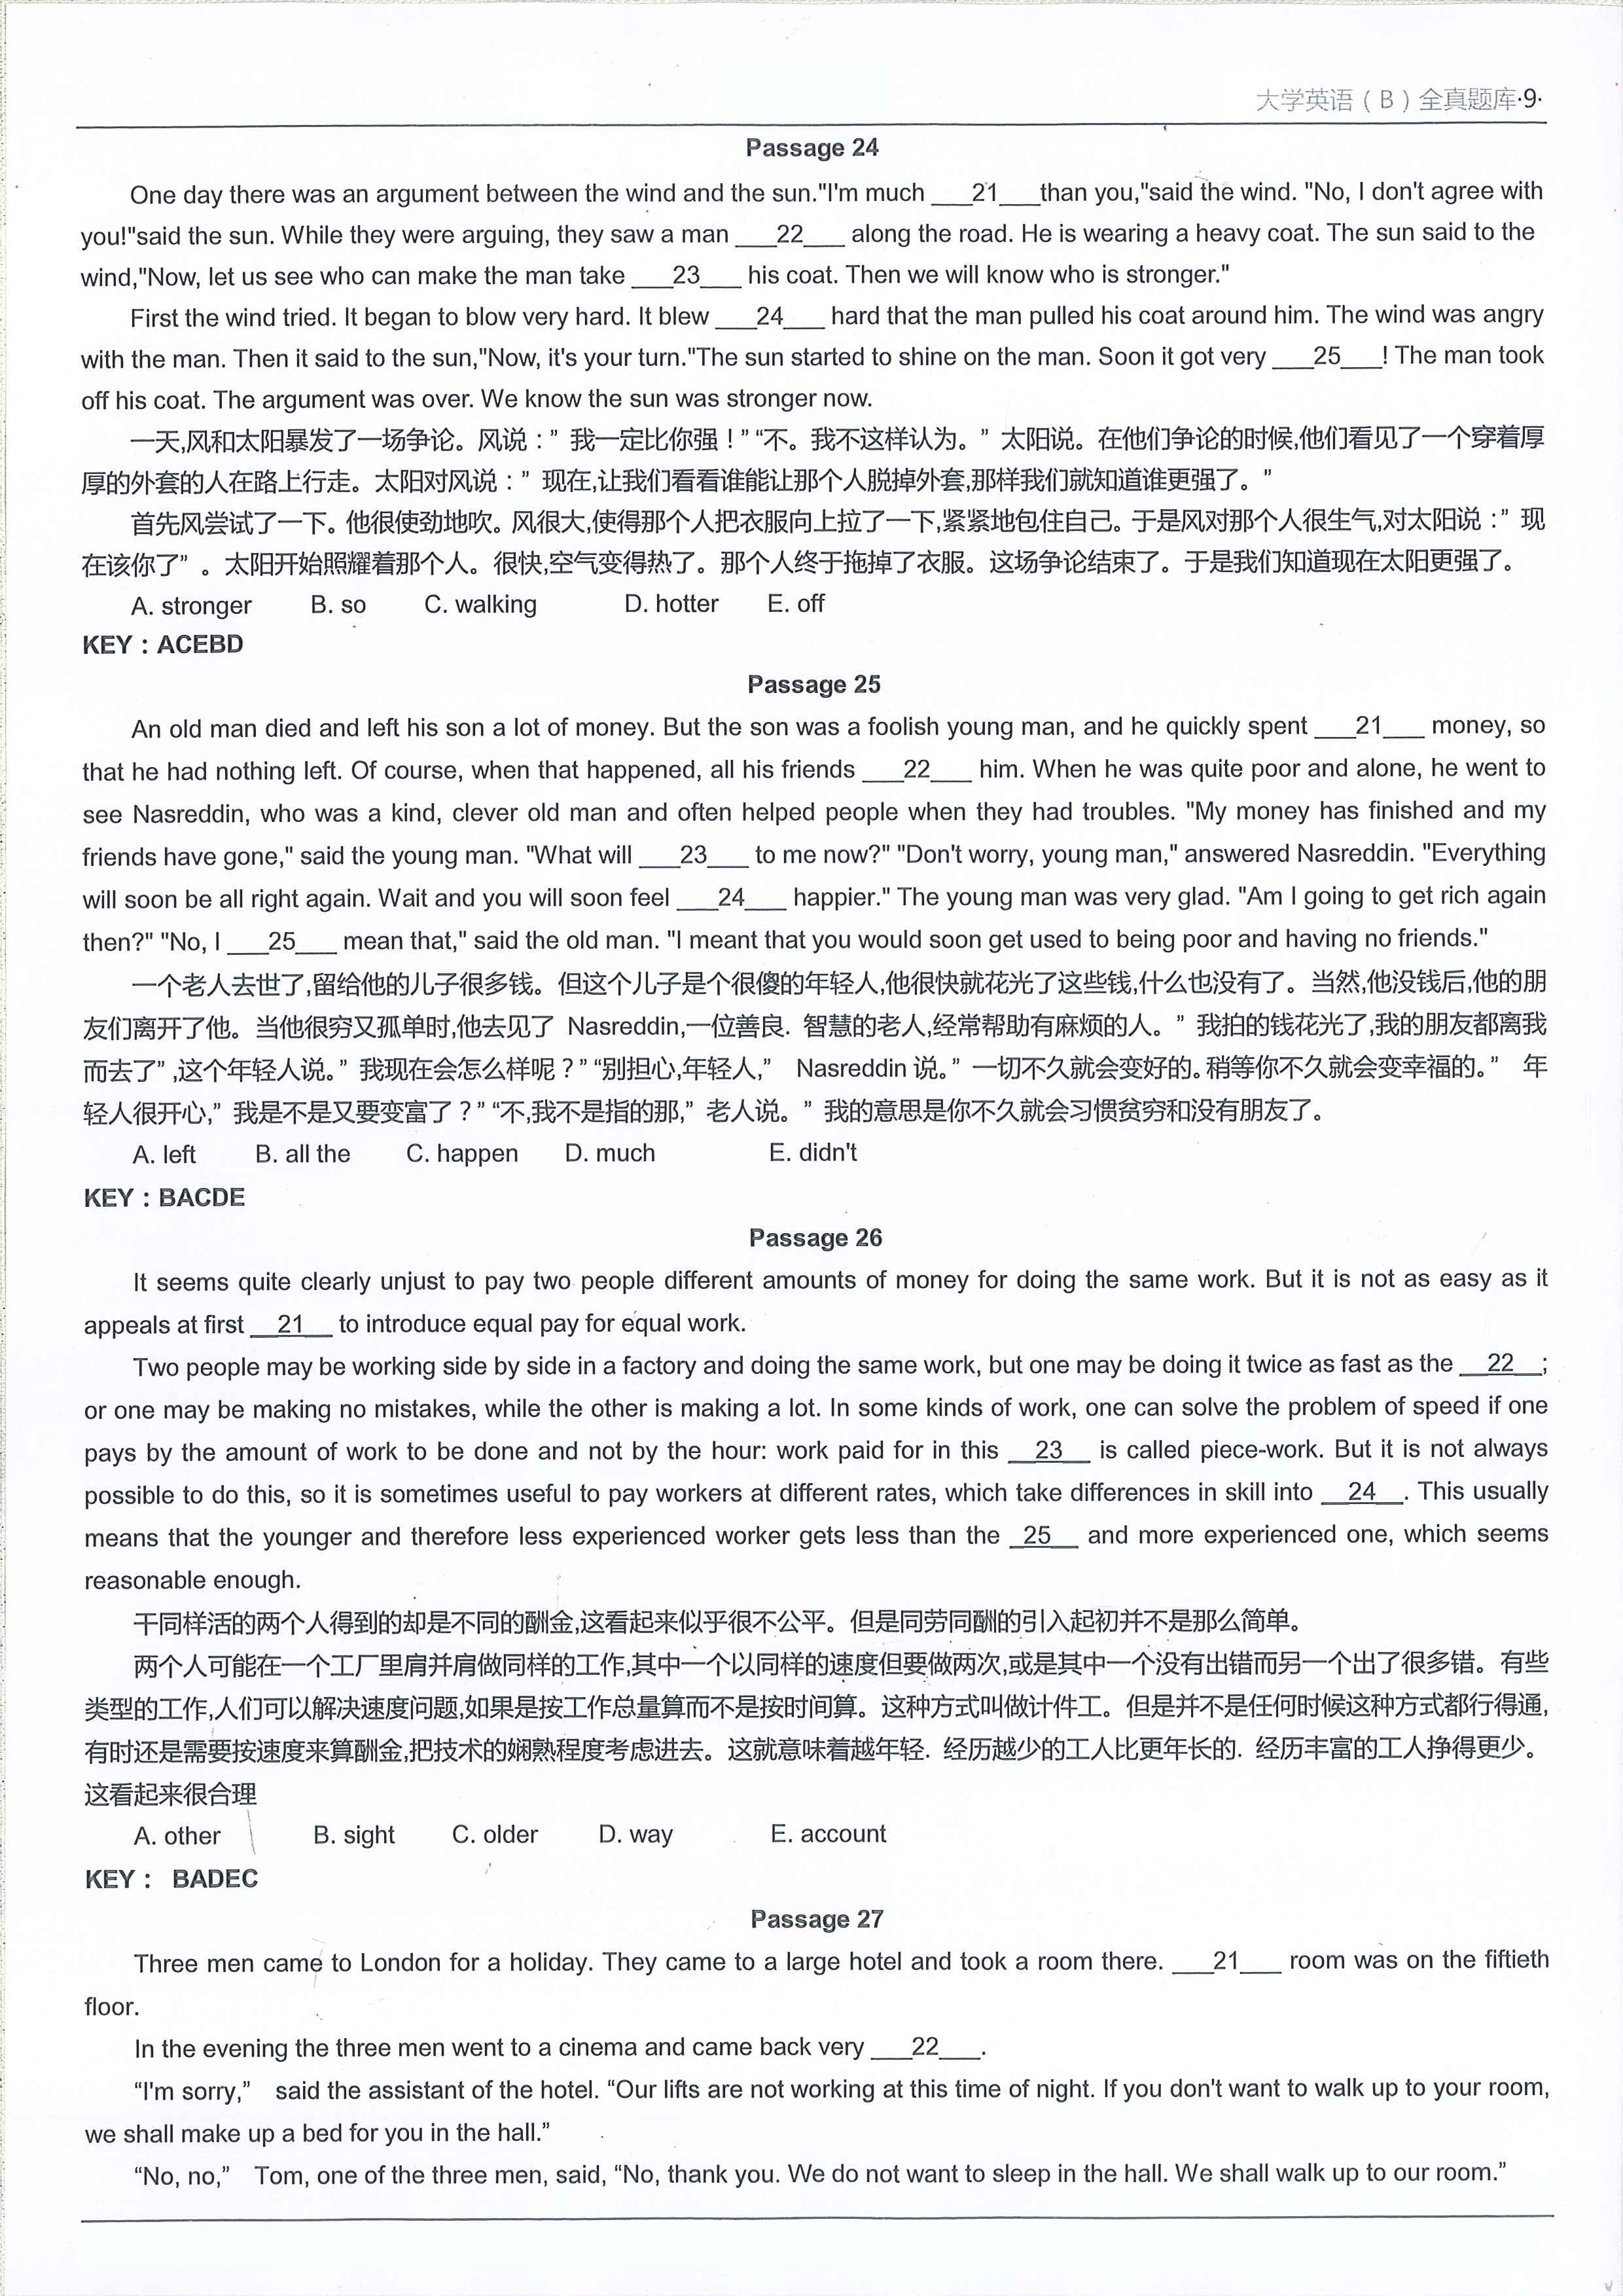 大学英语（B）全真题库·9·
Passage 24
One day there was an argument between the wind and the sun."I'm much ___21___than you,"said the wind. "No, I don't agree with
you!"said the sun. While they were arguing, they saw a man ___22___ along the road. He is wearing a heavy coat. The sun said to the
wind,"Now, let us see who can make the man take ___23___ his coat. Then we will know who is stronger."
First the wind tried. It began to blow very hard. It blew ___24___ hard that the man pulled his coat around him. The wind was angry
with the man. Then it said to the sun,"Now, it's your turn."The sun started to shine on the man. Soon it got very ___25___! The man took
off his coat. The argument was over. We know the sun was stronger now.
一天,风和太阳暴发了一场争论。风说：” 我一定比你强！” “不。我不这样认为。” 太阳说。在他们争论的时候,他们看见了一个穿着厚
厚的外套的人在路上行走。太阳对风说：” 现在,让我们看看谁能让那个人脱掉外套,那样我们就知道谁更强了。”
首先风尝试了一下。他很使劲地吹。风很大,使得那个人把衣服向上拉了一下,紧紧地包住自己。于是风对那个人很生气,对太阳说：” 现
在该你了” 。太阳开始照耀着那个人。很快,空气变得热了。那个人终于拖掉了衣服。这场争论结束了。于是我们知道现在太阳更强了。
A. stronger B. so C. walking D. hotter E. off
KEY：ACEBD
Passage 25
An old man died and left his son a lot of money. But the son was a foolish young man, and he quickly spent ___21___ money, so
that he had nothing left. Of course, when that happened, all his friends ___22___ him. When he was quite poor and alone, he went to
see Nasreddin, who was a kind, clever old man and often helped people when they had troubles. "My money has finished and my
friends have gone," said the young man. "What will ___23___ to me now?" "Don't worry, young man," answered Nasreddin. "Everything
will soon be all right again. Wait and you will soon feel ___24___ happier." The young man was very glad. "Am I going to get rich again
then?" "No, I ___25___ mean that," said the old man. "I meant that you would soon get used to being poor and having no friends."
一个老人去世了,留给他的儿子很多钱。但这个儿子是个很傻的年轻人,他很快就花光了这些钱,什么也没有了。当然,他没钱后,他的朋
友们离开了他。当他很穷又孤单时,他去见了 Nasreddin,一位善良. 智慧的老人,经常帮助有麻烦的人。” 我拍的钱花光了,我的朋友都离我
而去了” ,这个年轻人说。” 我现在会怎么样呢？” “别担心,年轻人,” Nasreddin 说。” 一切不久就会变好的。稍等你不久就会变幸福的。” 年
轻人很开心,” 我是不是又要变富了？” “不,我不是指的那,” 老人说。” 我的意思是你不久就会习惯贫穷和没有朋友了。
A. left B. all the C. happen D. much E. didn't
KEY：BACDE
Passage 26
It seems quite clearly unjust to pay two people different amounts of money for doing the same work. But it is not as easy as it
appeals at first __21__ to introduce equal pay for equal work.
Two people may be working side by side in a factory and doing the same work, but one may be doing it twice as fast as the __22__;
or one may be making no mistakes, while the other is making a lot. In some kinds of work, one can solve the problem of speed if one
pays by the amount of work to be done and not by the hour: work paid for in this __23__ is called piece-work. But it is not always
possible to do this, so it is sometimes useful to pay workers at different rates, which take differences in skill into __24__. This usually
means that the younger and therefore less experienced worker gets less than the _25__ and more experienced one, which seems
reasonable enough.
干同样活的两个人得到的却是不同的酬金,这看起来似乎很不公平。但是同劳同酬的引入起初并不是那么简单。
两个人可能在一个工厂里肩并肩做同样的工作,其中一个以同样的速度但要做两次,或是其中一个没有出错而另一个出了很多错。有些
类型的工作,人们可以解决速度问题,如果是按工作总量算而不是按时间算。这种方式叫做计件工。但是并不是任何时候这种方式都行得通,
有时还是需要按速度来算酬金,把技术的娴熟程度考虑进去。这就意味着越年轻. 经历越少的工人比更年长的. 经历丰富的工人挣得更少。
这看起来很合理
A. other B. sight C. older D. way E. account
KEY： BADEC
Passage 27
Three men came to London for a holiday. They came to a large hotel and took a room there. ___21___ room was on the fiftieth
floor.
In the evening the three men went to a cinema and came back very ___22___.
“I'm sorry,” said the assistant of the hotel. “Our lifts are not working at this time of night. If you don't want to walk up to your room,
we shall make up a bed for you in the hall.”
“No, no,” Tom, one of the three men, said, “No, thank you. We do not want to sleep in the hall. We shall walk up to our room.”